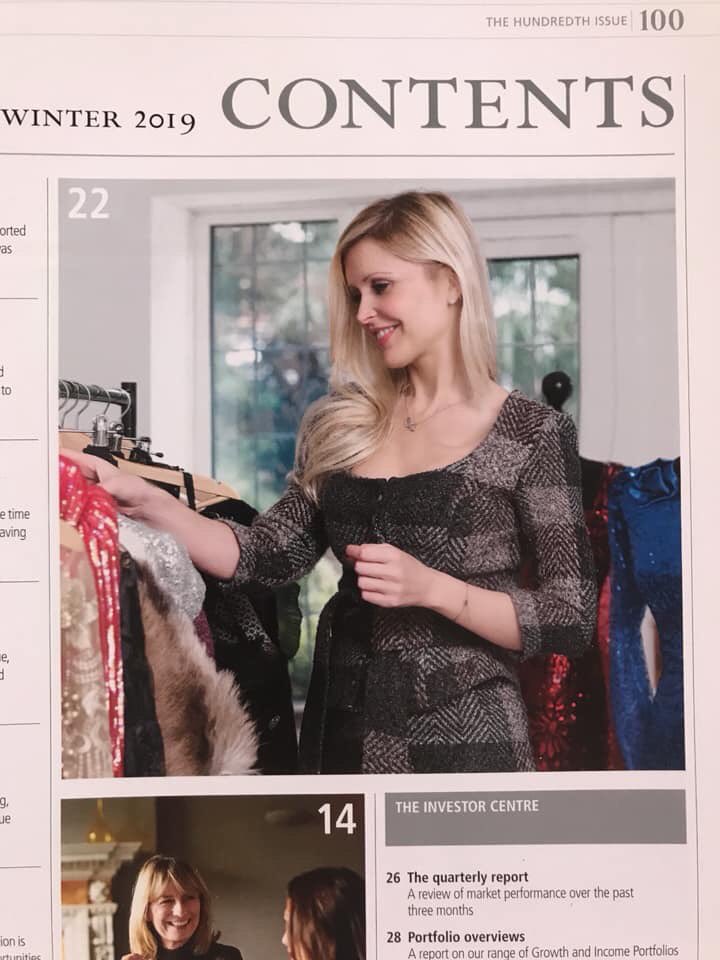 THE HUNDREDTH ISSUE 100
WINTER 2019 CONTENTS
22
orted
as
to
e time
aving
e,
g,
ue
ion is
rtunities
14
THE INVESTOR CENTRE
26 The quarterly report
A review of market performance over the past
three months
28 Portfolio overviews
A report on our range of Growth and Income Portfolios